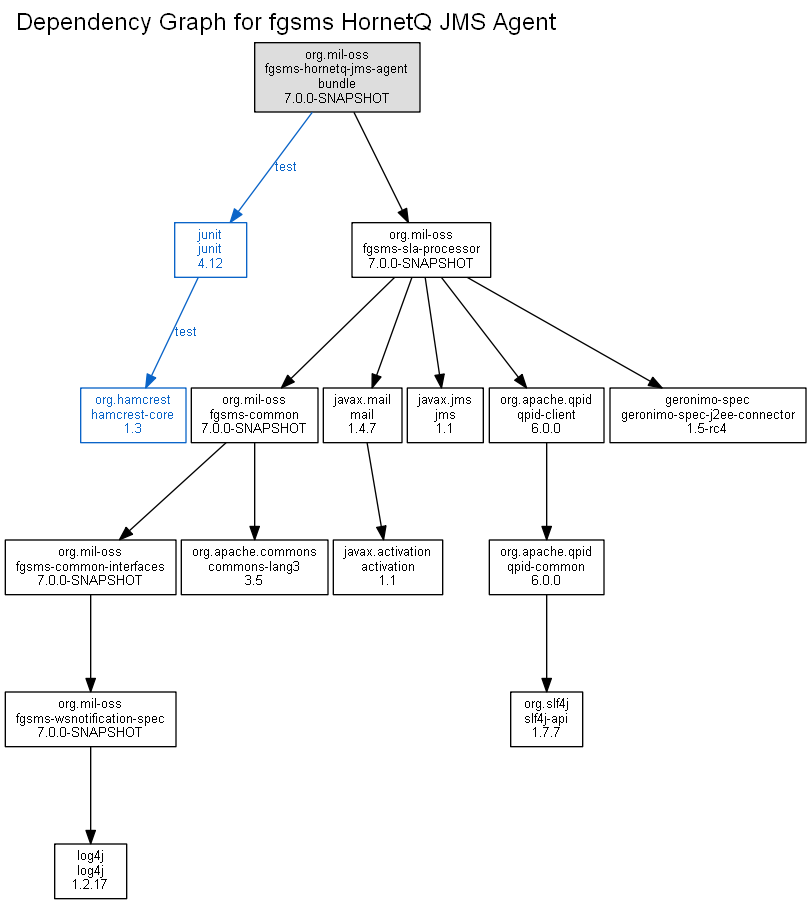 Dependency Graph for fgsms HornetQ JMS Agent
org.mil-oss
fgsms-hornetq-jms-agent
bundle
7.0.0-SNAPSHOT
test
junit
junit
4.12
org.mil-oss
fgsms-sla-processor
7.0.0-SNAPSHOT
test
org.hamcrest
hamcrest-core
1.3
org.mil-oss
fgsms-common
7.0.0-SNAPSHOT
javax.mail
mail
1.4.7
javax.jms
jms
1.1
org.apache.qpid
qpid-client
6.0.0
geronimo-spec
geronimo-spec-j2ee-connector
1.5-rc4
org.mil-oss
fgsms-common-interfaces
7.0.0-SNAPSHOT
org.apache.commons
commons-lang3
3.5
javax.activation
activation
1.1
org.apache.qpid
qpid-common
6.0.0
org.mil-oss
fgsms-wsnotification-spec
7.0.0-SNAPSHOT
org.slf4j
slf4j-api
1.7.7
log4j
log4j
1.2.17